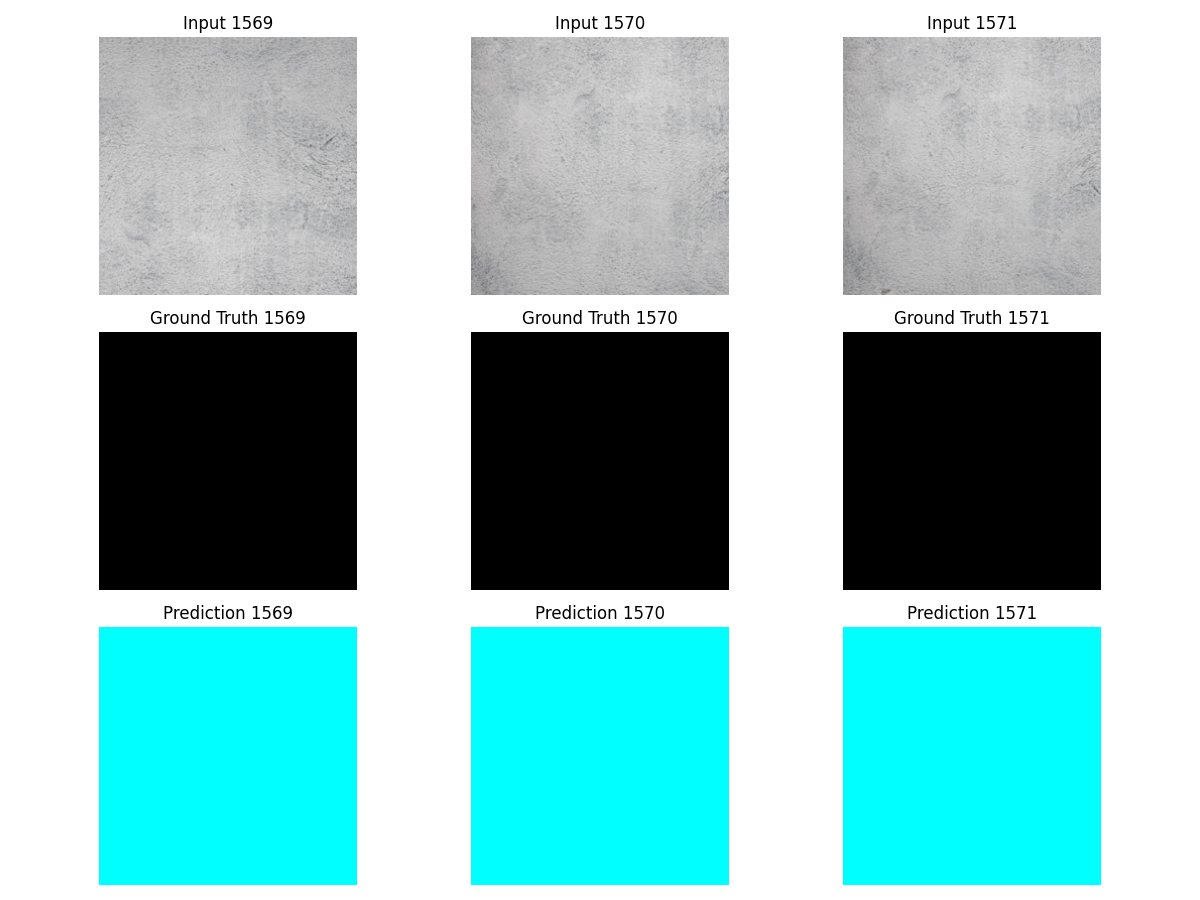 Input 1569
Input 1570
Input 1571
Ground Truth 1569
Ground Truth 1570
Ground Truth 1571
Prediction 1569
Prediction 1570
Prediction 1571